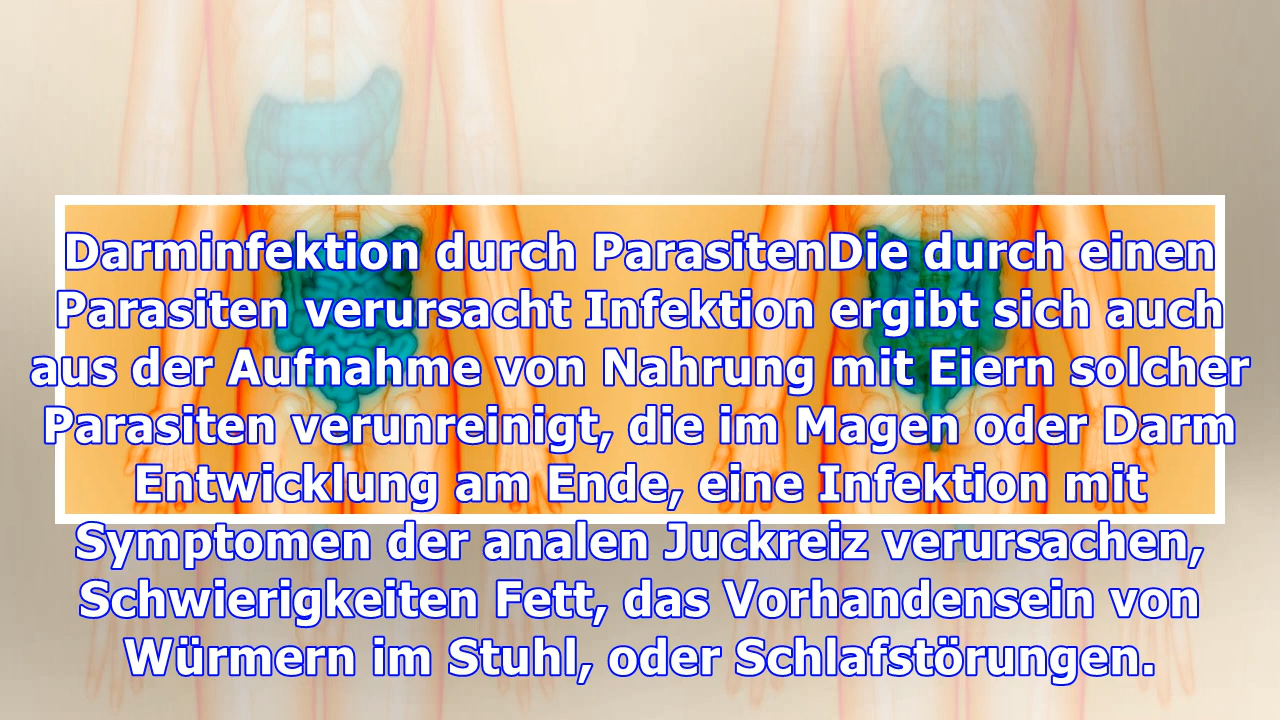 Darminfektion durch ParasitenDie durch einen
Parasiten verursacht Infektion ergibt sich auch
aus der Aufnahme von Nahrung mit Eiern solcher
Parasiten verunreinigt, die im Magen oder Darm
Entwicklung am Ende, eine Infektion mit
Symptomen der analen Juckreiz verursachen,
Schwierigkeiten Fett, das Vorhandensein von
Würmern im Stuhl, oder Schlafstörungen.